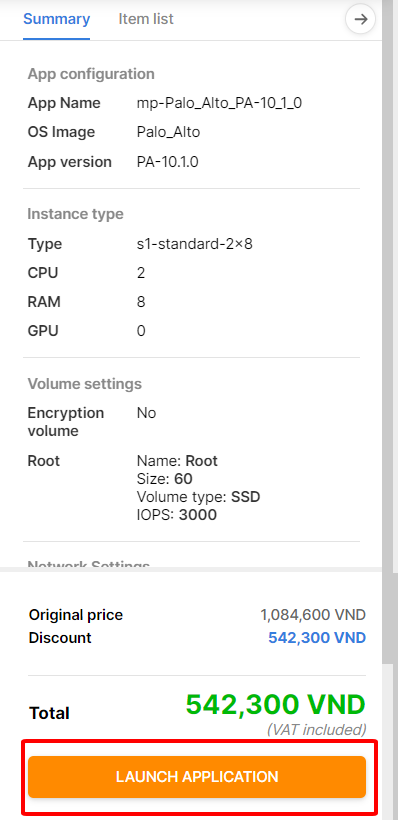 Summary Item list
App configuration
App Name mp-Palo_Alto_PA-10_1_0
OS Image Palo_Alto
App version PA-10.1.0
Instance type
Type s1-standard-2x8
CPU 2
RAM 8
GPU 0
Volume settings
Encryption No
volume
Root Name: Root
Size: 60
Volume type: SSD
IOPS: 3000
Network Settings
Original price 1,084,600 VND
Discount 542,300 VND
Total 542,300 VND
(VAT included)
LAUNCH APPLICATION